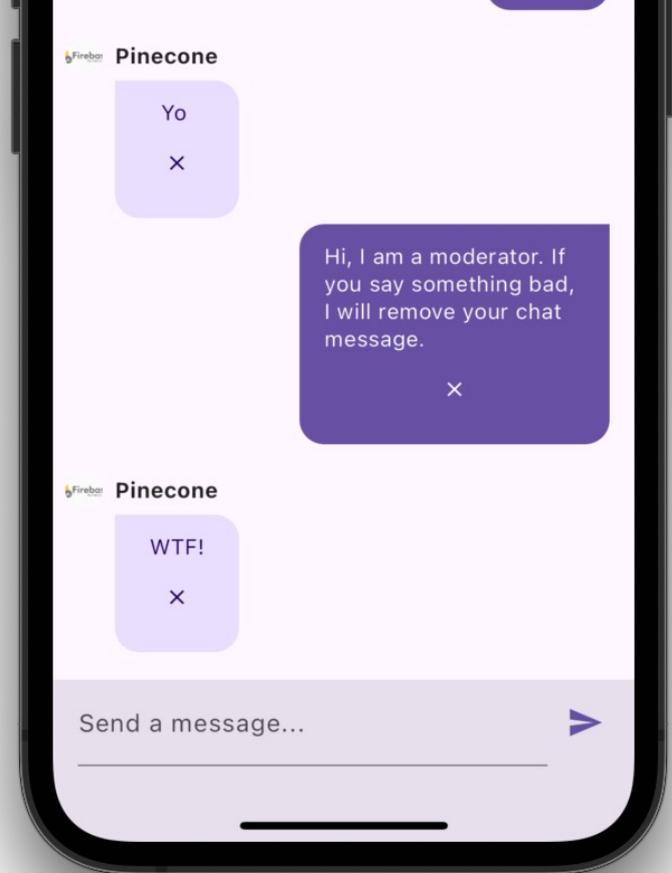 Pinecone
Yo
Hi, I am a moderator. If
you say something bad,
I will remove your chat
message.
Pinecone
WTF!
Send a message...